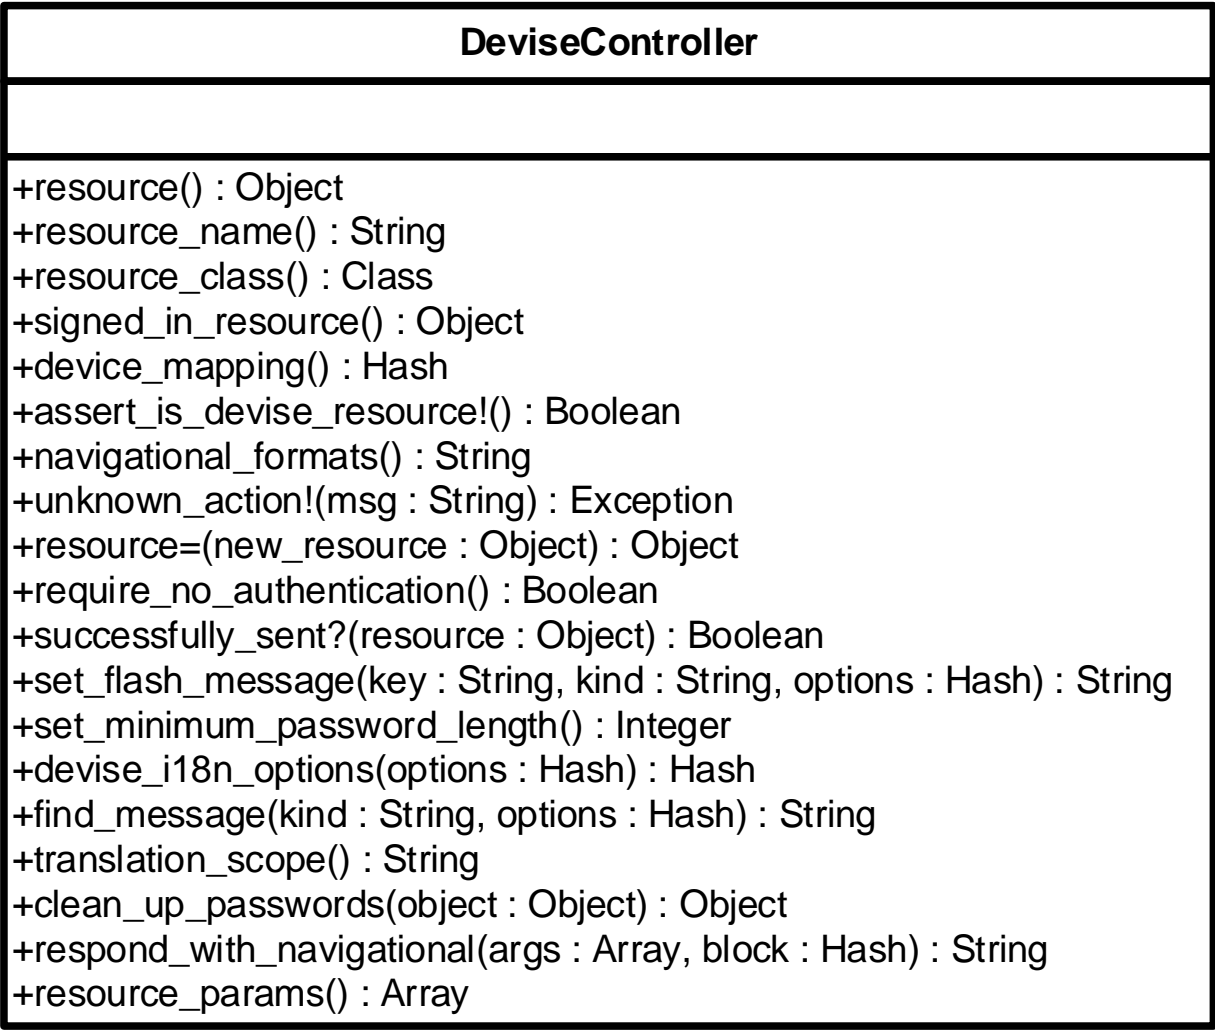 DeviseController
+resource() : Object
+resource_name() : String
+resource_class() : Class
+signed_in_resource() : Object
+device_mapping() : Hash
+assert_is_devise_resource!() : Boolean
+navigational_formats() : String
+unknown_action!(msg : String) : Exception
+resource=(new_resource : Object) : Object
+require_no_authentication() : Boolean
+successfully_sent?(resource : Object) : Boolean
+set_flash_message(key : String, kind : String, options : Hash) : String
+set_minimum_password_length() : Integer
+devise_i18n_options(options : Hash) : Hash
+find_message(kind : String, options : Hash) : String
+translation_scope() : String
+clean_up_passwords(object : Object) : Object
+respond_with_navigational(args : Array, block : Hash) : String
+resource_params() : Array